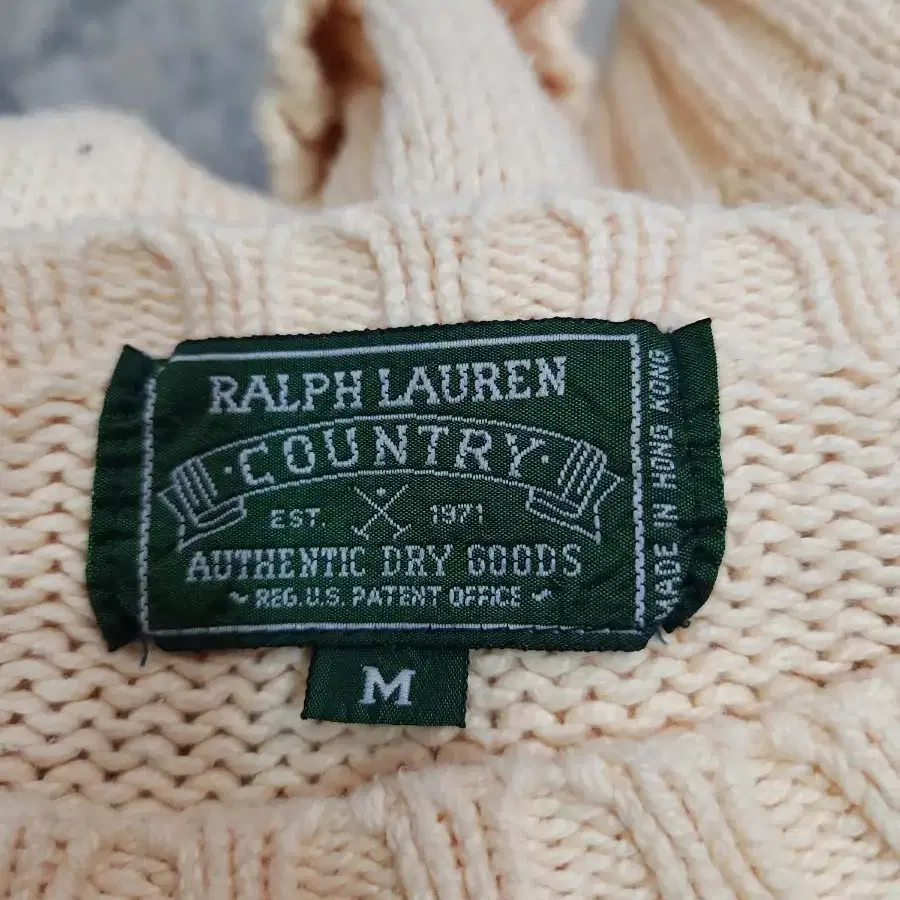 RALPH LAUREN
· COUNTRY ·
EST. 1971
AUTHENTIC DRY GOODS
REG. U.S. PATENT OFFICE
M
MADE IN HONG KONG